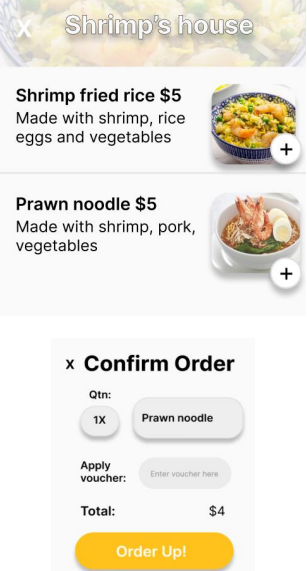 X Shrimp's house
Shrimp fried rice $5
Made with shrimp, rice
eggs and vegetables
+
Prawn noodle $5
Made with shrimp, pork,
vegetables
+
x Confirm Order
Qtn:
1X Prawn noodle
Apply
voucher: Enter voucher here
Total: $4
Order Up!